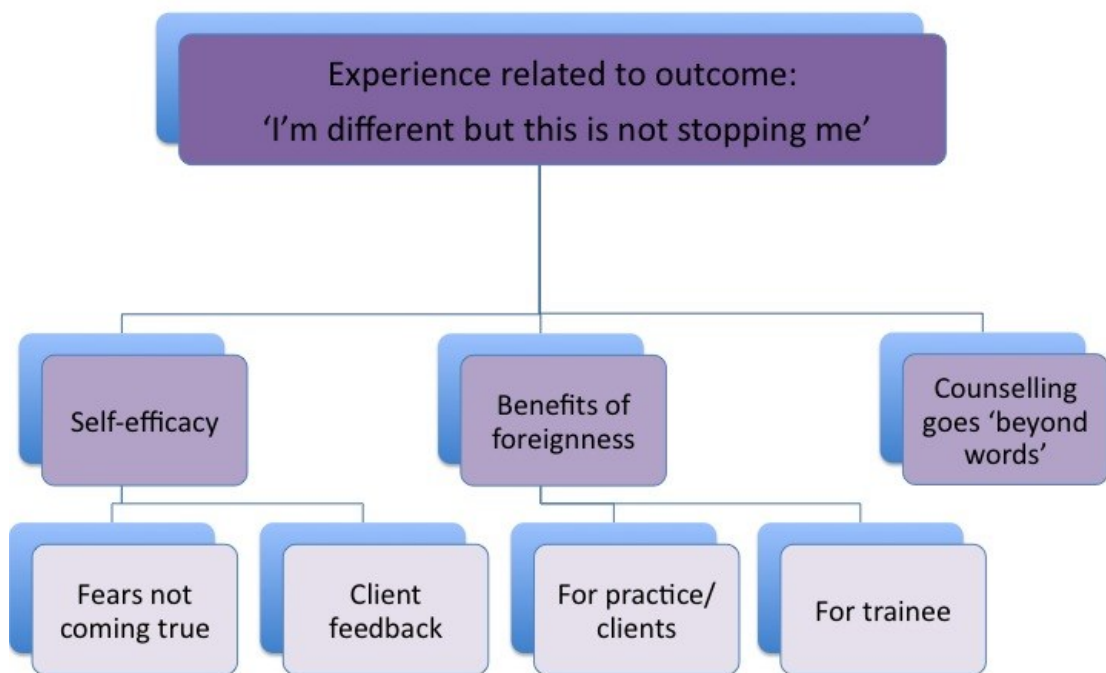 Experience related to outcome:
‘I’m different but this is not stopping me’
Self-efficacy
Benefits of
foreignness
Counselling
goes ‘beyond
words’
Fears not
coming true
Client
feedback
For practice/
clients
For trainee